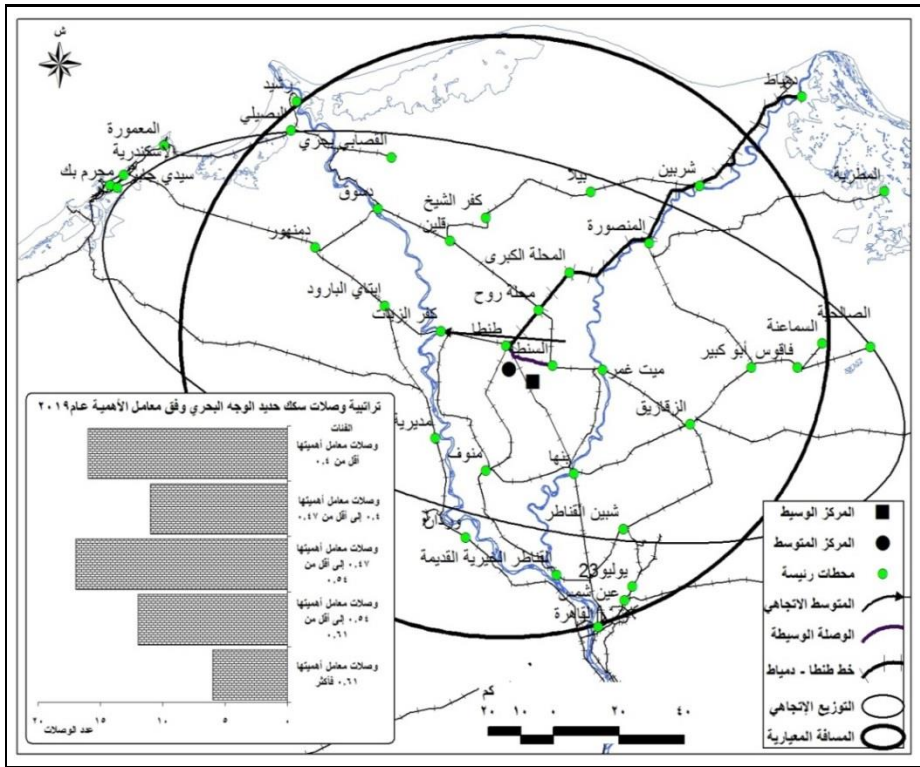 ش
دمياط
رشيد
البصيلي
المعمورة
الإسكندرية
القصابي بحري
سيدي جابر
محرم بك
شربين
المطرية
بيلا
دسوق
كفر الشيخ
المنصورة
قلين
دمنهور
المحلة الكبرى
إيتاي البارود
محلة روح
الصالحية
كفر الزيات
طنطا
السماعنة
السنطة
فاقوس
أبو كبير
ميت غمر
الزقازيق
مديرية
منوف
بنها
شبين القناطر
وردان
القناطر الخيرية القديمة
23يوليو
عين شمس
القاهرة
تراتبية وصلات سكك حديد الوجه البحري وفق معامل الأهمية عام٢٠١٩
الفئات
وصلات معامل أهميتها
أقل من ٠.٤
وصلات معامل أهميتها
٠.٤ إلى أقل من ٠.٤٧
وصلات معامل أهميتها
٠.٤٧ إلى أقل من
٠.٥٤
وصلات معامل أهميتها
٠.٥٤ إلى أقل من
٠.٦١
وصلات معامل أهميتها
٠.٦١ فأكثر
٢٠ ١٥ ١٠ ٥ ٠
عدد الوصلات
المركز الوسيط
المركز المتوسط
محطات رئيسة
المتوسط الاتجاهي
الوصلة الوسيطة
خط طنطا - دمياط
التوزيع الإتجاهي
المسافة المعيارية
كم
٢٠ ١٠ ٠ ٢٠ ٤٠